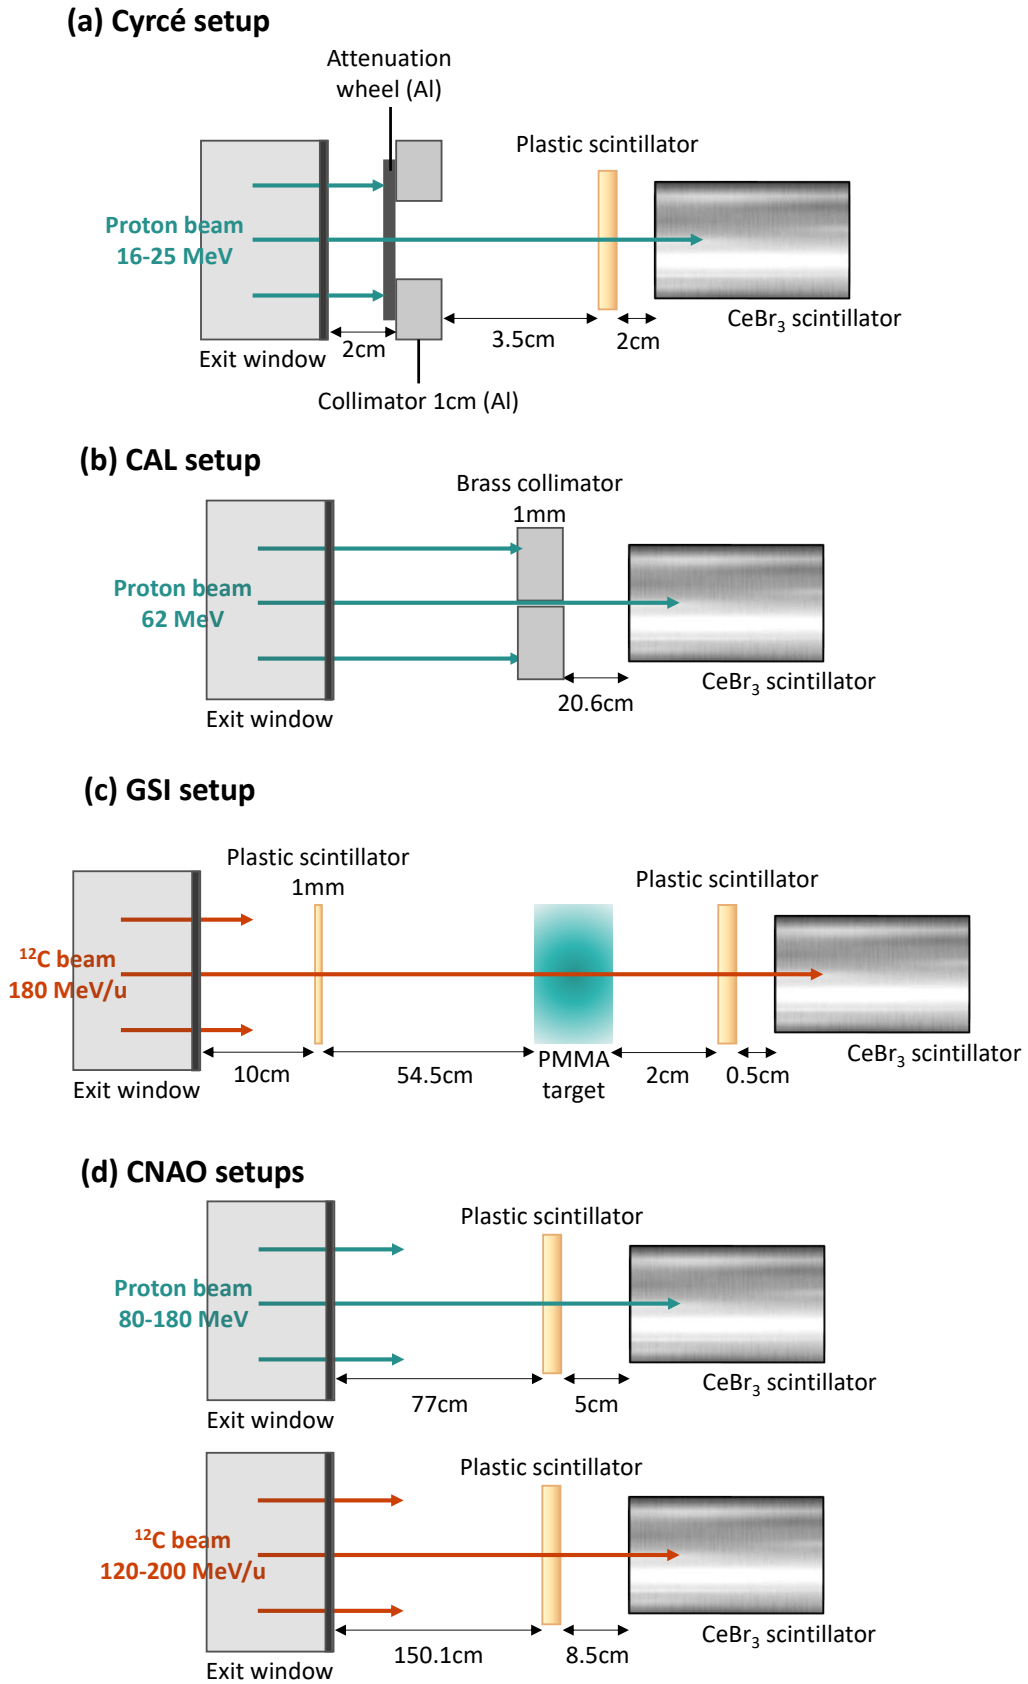 (a) Cyrcé setup
Attenuation
wheel (Al)
Plastic scintillator
Proton beam
16-25 MeV
CeBr₃ scintillator
2cm
3.5cm
2cm
Exit window
Collimator 1cm (Al)
(b) CAL setup
Brass collimator
1mm
Proton beam
62 MeV
CeBr₃ scintillator
20.6cm
Exit window
(c) GSI setup
Plastic scintillator
1mm
Plastic scintillator
¹²C beam
180 MeV/u
CeBr₃ scintillator
10cm
54.5cm
PMMA
target
2cm
0.5cm
Exit window
(d) CNAO setups
Plastic scintillator
Proton beam
80-180 MeV
CeBr₃ scintillator
77cm
5cm
Exit window
Plastic scintillator
¹²C beam
120-200 MeV/u
CeBr₃ scintillator
150.1cm
8.5cm
Exit window